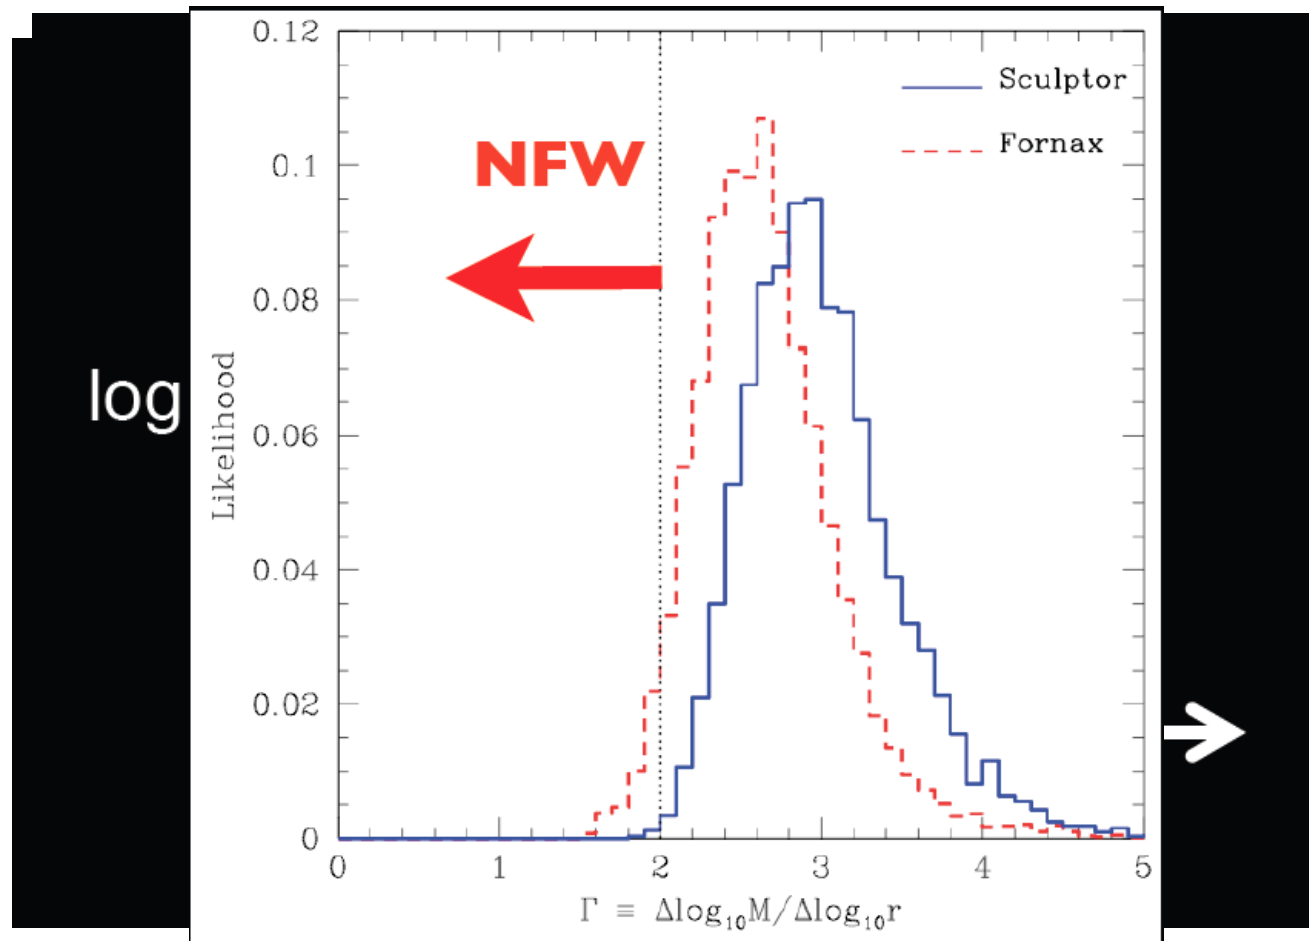 0.12
Sculptor
Fornax
NFW
0.1
0.08
log
Likelihood
0.06
0.04
0.02
0
0 1 2 3 4 5
Γ ≡ Δlog₁₀M/Δlog₁₀r